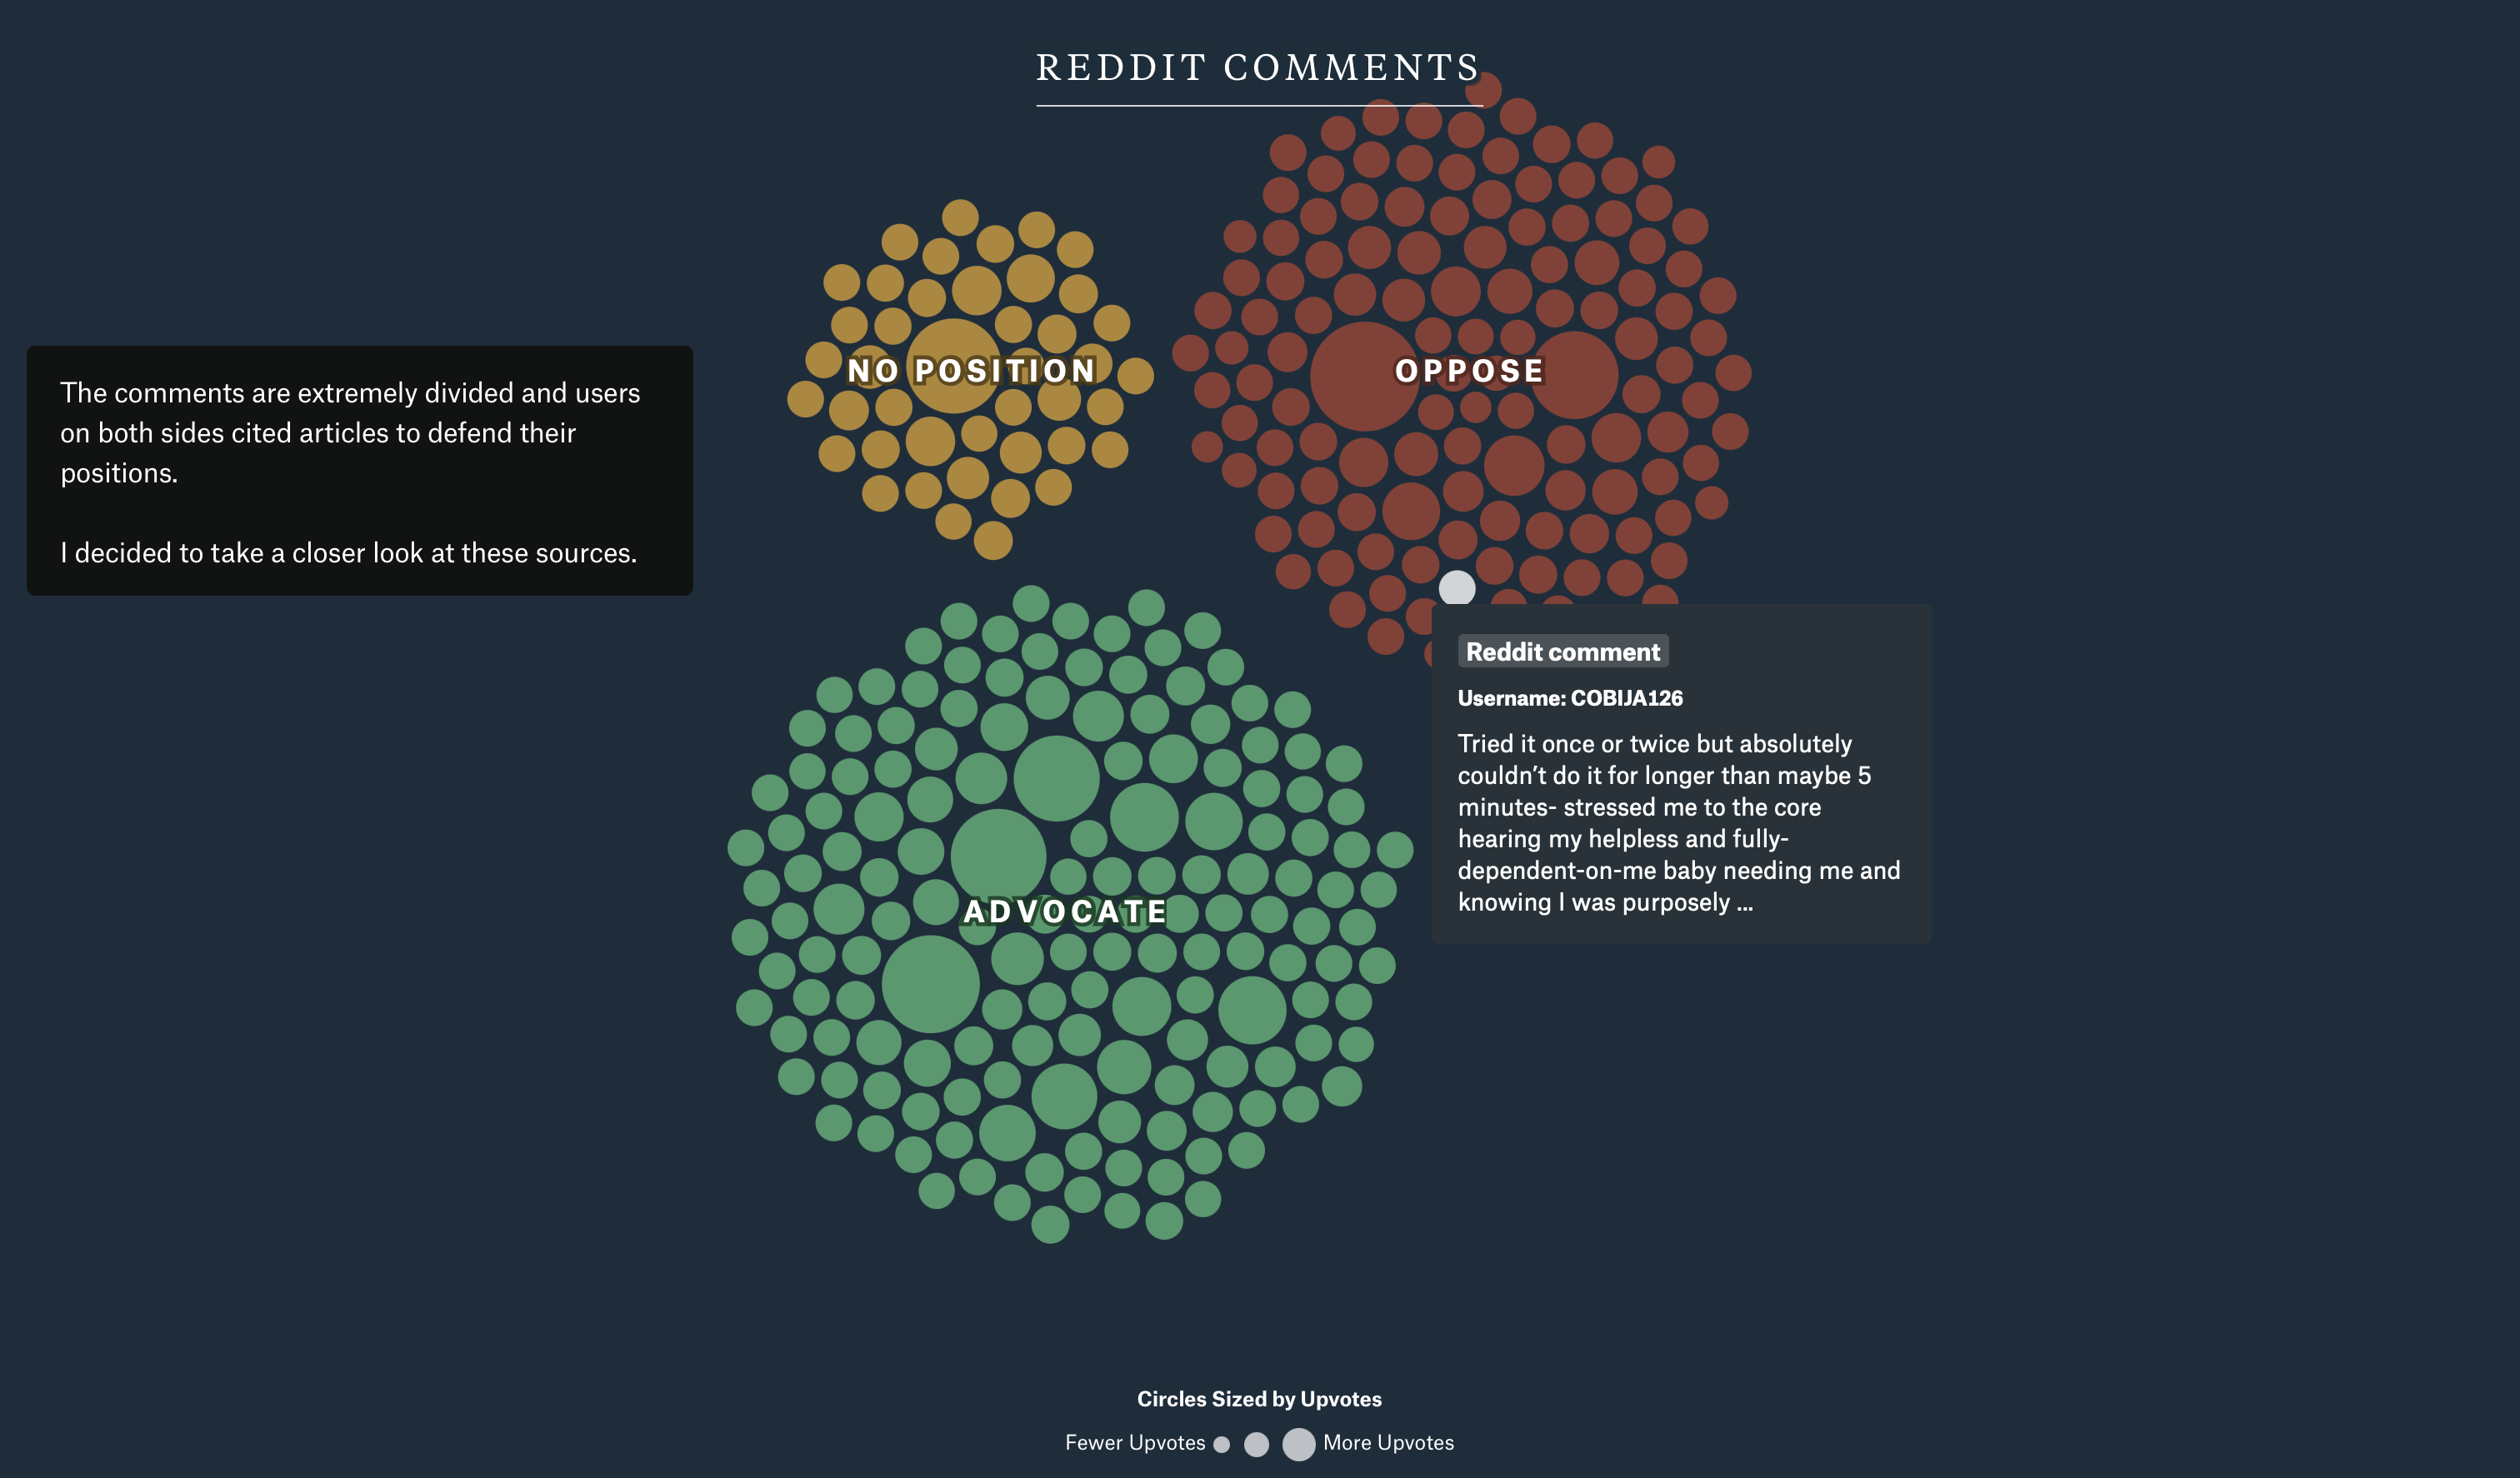 REDDIT COMMENTS
NO POSITION
OPPOSE
The comments are extremely divided and users
on both sides cited articles to defend their
positions.
I decided to take a closer look at these sources.
Reddit comment
Username: COBIJA126
Tried it once or twice but absolutely
couldn’t do it for longer than maybe 5
minutes- stressed me to the core
hearing my helpless and fully-
dependent-on-me baby needing me and
knowing I was purposely ...
ADVOCATE
Circles Sized by Upvotes
Fewer Upvotes More Upvotes